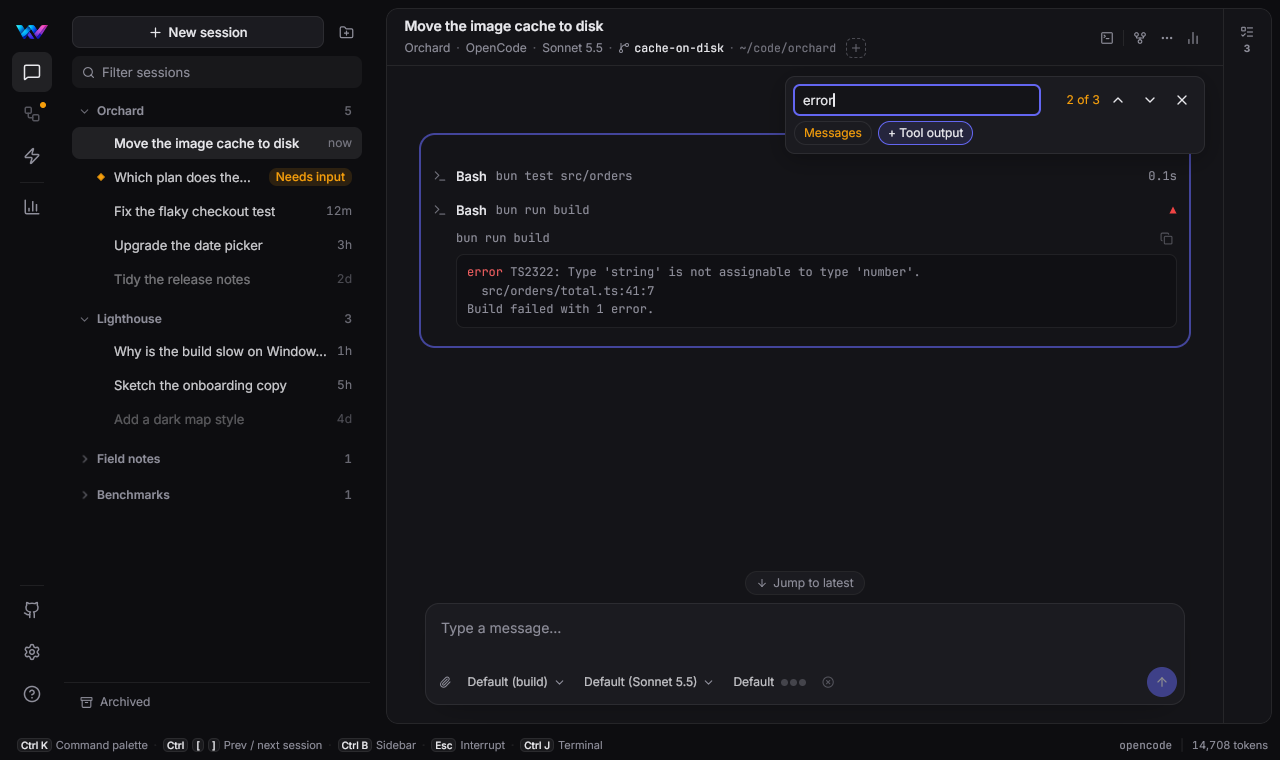 New session
Filter sessions
Orchard 5
Move the image cache to disk now
Which plan does the... Needs input
Fix the flaky checkout test 12m
Upgrade the date picker 3h
Tidy the release notes 2d
Lighthouse 3
Why is the build slow on Window... 1h
Sketch the onboarding copy 5h
Add a dark map style 4d
Field notes 1
Benchmarks 1
Archived
Move the image cache to disk
Orchard · OpenCode · Sonnet 5.5 · cache-on-disk · ~/code/orchard
3
error 2 of 3
Messages + Tool output
Bash bun test src/orders 0.1s
Bash bun run build
bun run build
error TS2322: Type 'string' is not assignable to type 'number'.
src/orders/total.ts:41:7
Build failed with 1 error.
Jump to latest
Type a message...
Default (build) Default (Sonnet 5.5) Default
Ctrl K Command palette · Ctrl [ ] Prev / next session · Ctrl B Sidebar · Esc Interrupt · Ctrl J Terminal
opencode 14,708 tokens